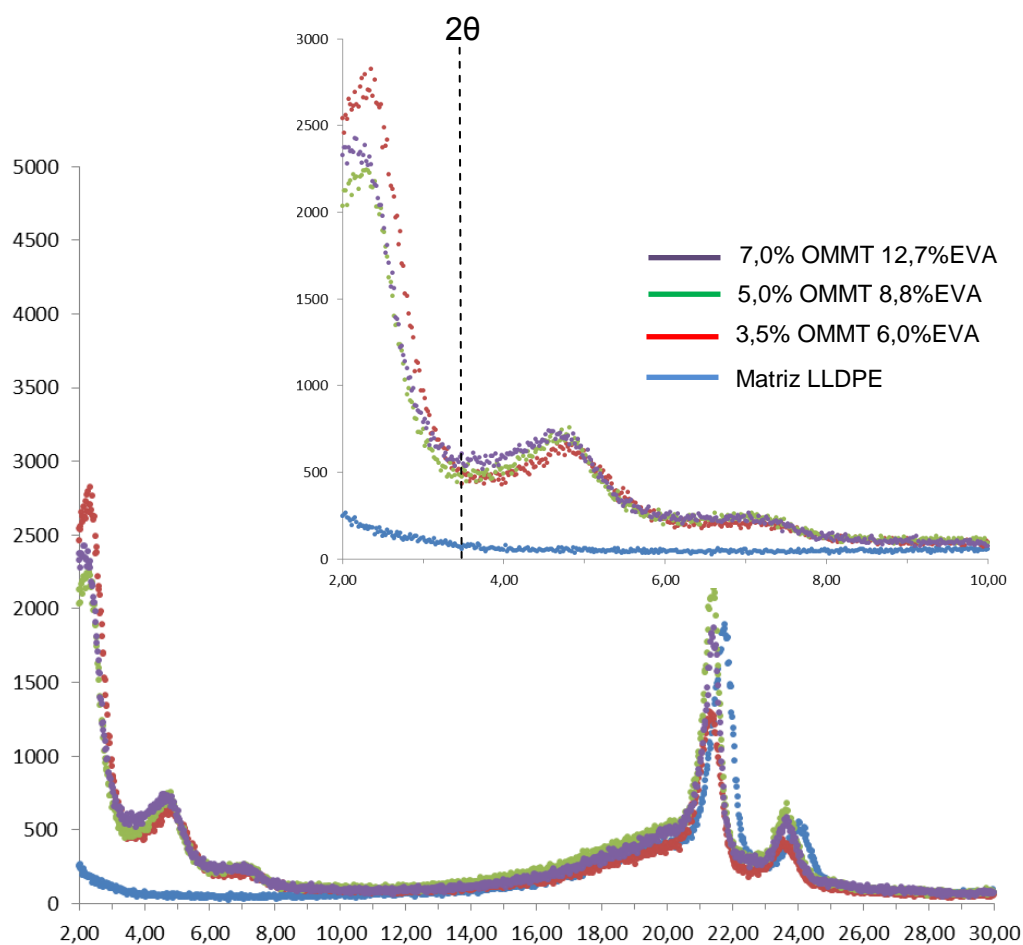 2θ
3000
2500
2000
1500
1000
500
0
2,00 4,00 6,00 8,00 10,00
7,0% OMMT 12,7%EVA
5,0% OMMT 8,8%EVA
3,5% OMMT 6,0%EVA
Matriz LLDPE
5000
4500
4000
3500
3000
2500
2000
1500
1000
500
0
2,00 4,00 6,00 8,00 10,00 12,00 14,00 16,00 18,00 20,00 22,00 24,00 26,00 28,00 30,00